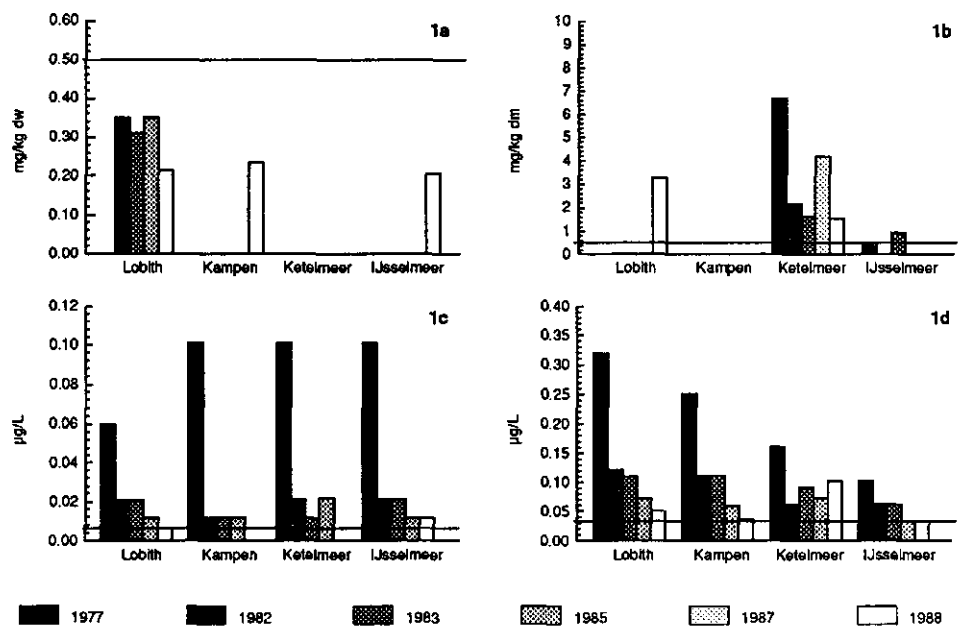 1a
mg/kg dw
0.60
0.50
0.40
0.30
0.20
0.10
0.00
Lobith Kampen Ketelmeer IJsselmeer
1b
mg/kg dm
10
9
8
7
6
5
4
3
2
1
0
Lobith Kampen Ketelmeer IJsselmeer
1c
µg/L
0.12
0.10
0.08
0.06
0.04
0.02
0.00
Lobith Kampen Ketelmeer IJsselmeer
1d
µg/L
0.40
0.35
0.30
0.25
0.20
0.15
0.10
0.05
0.00
Lobith Kampen Ketelmeer IJsselmeer
1977 1982 1983 1985 1987 1988